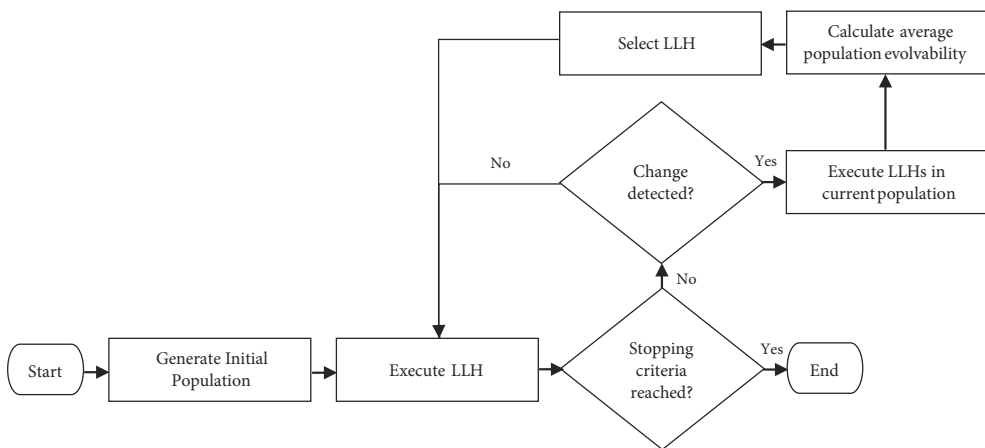 Select LLH
Calculate average
population evolvability
No
Change
detected?
Yes
Execute LLHs in
current population
No
Start
Generate Initial
Population
Execute LLH
Stopping
criteria
reached?
Yes
End